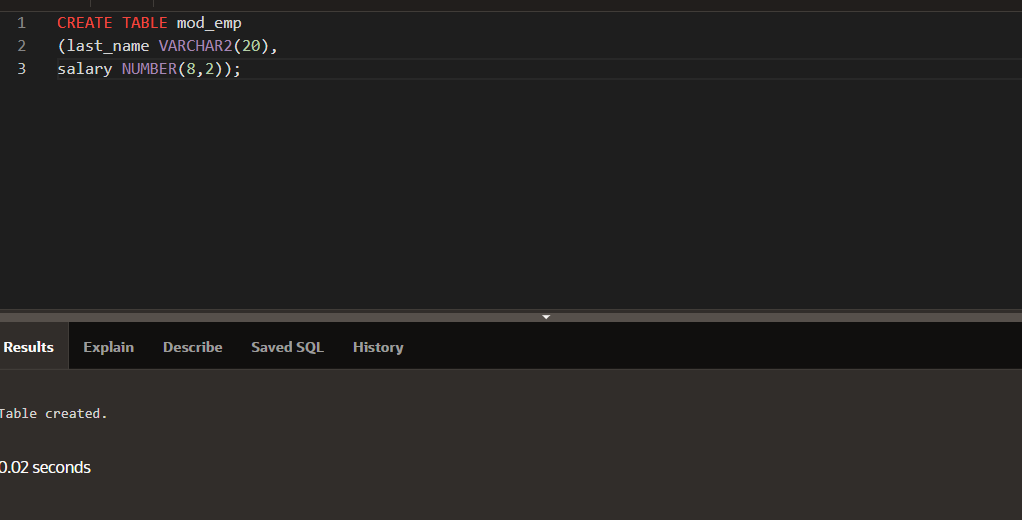 1 CREATE TABLE mod_emp
2 (last_name VARCHAR2(20),
3 salary NUMBER(8,2));
Results Explain Describe Saved SQL History
Table created.
0.02 seconds